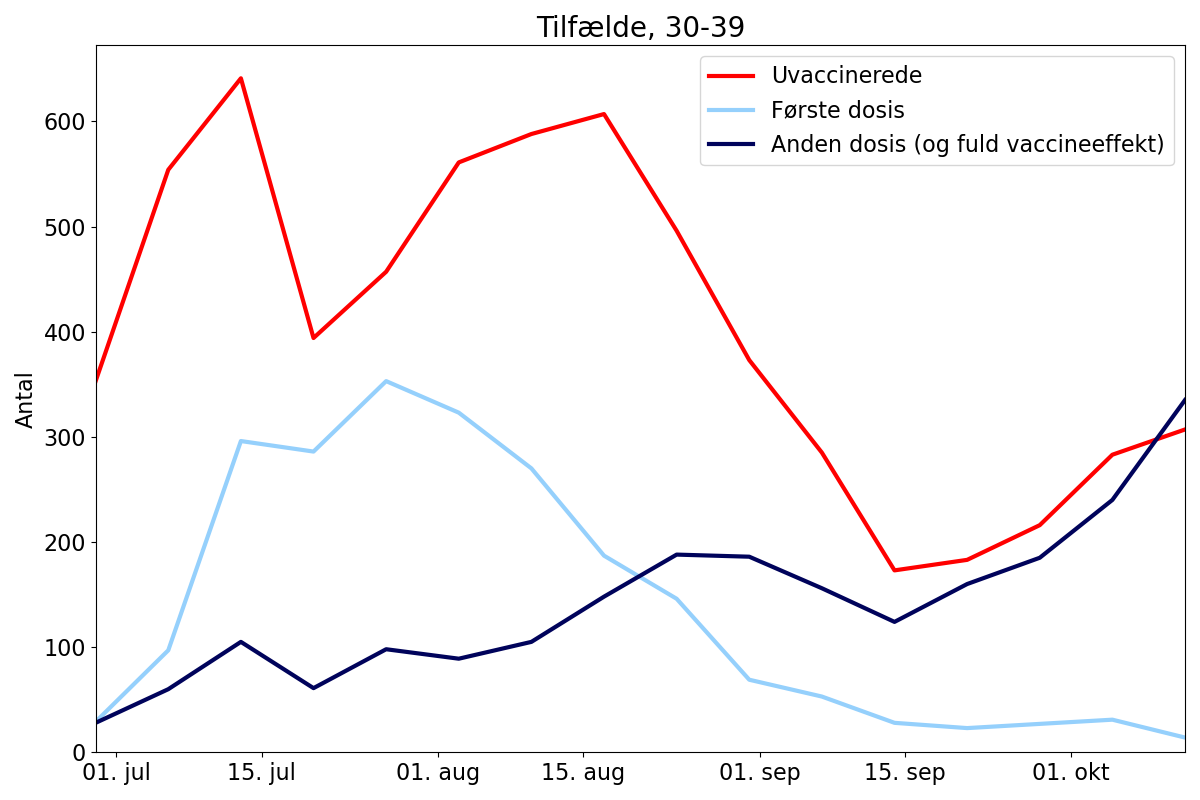 Tilfælde, 30-39
Uvaccinerede
Første dosis
Anden dosis (og fuld vaccineeffekt)
Antal
600
500
400
300
200
100
0
01. jul 15. jul 01. aug 15. aug 01. sep 15. sep 01. okt